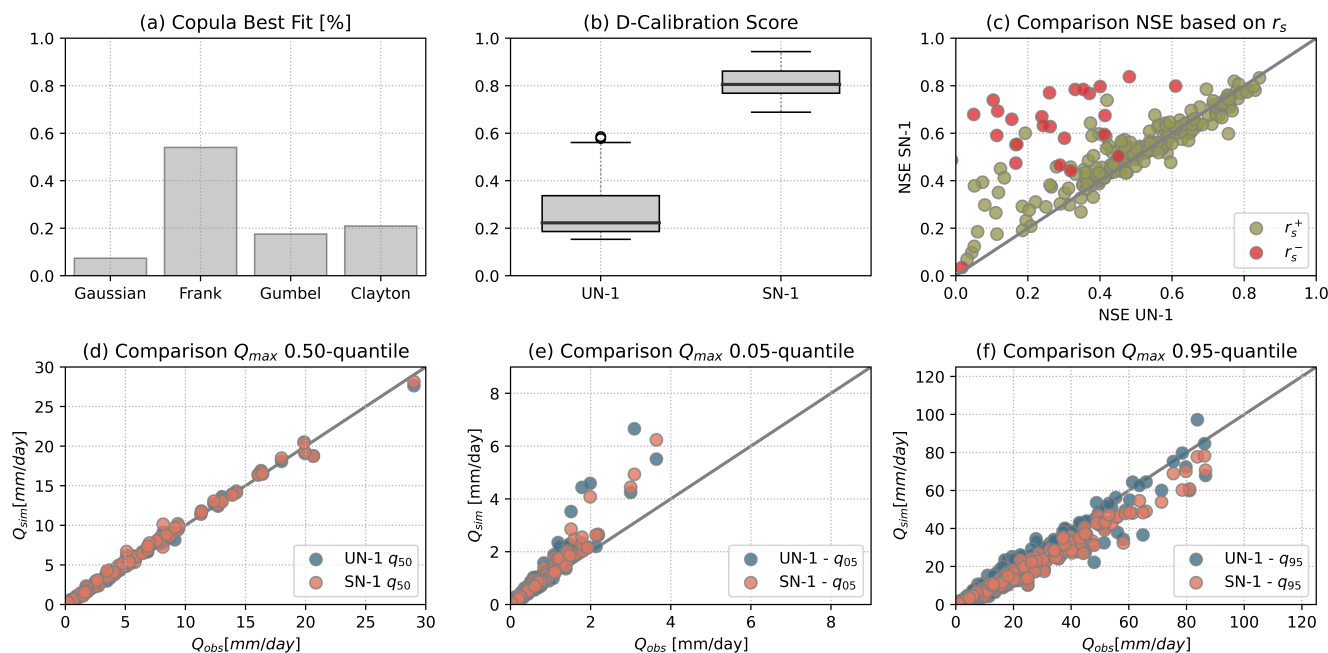 (a) Copula Best Fit [%]
1.0
0.8
0.6
0.4
0.2
0.0
Gaussian Frank Gumbel Clayton
(b) D-Calibration Score
1.0
0.8
0.6
0.4
0.2
0.0
UN-1 SN-1
(c) Comparison NSE based on r_s
NSE SN-1
1.0
0.8
0.6
0.4
0.2
0.0
r_s^+
r_s^-
0.0 0.2 0.4 0.6 0.8 1.0
NSE UN-1
(d) Comparison Q_max 0.50-quantile
Q_sim[mm/day]
30
25
20
15
10
5
0
UN-1 q_50
SN-1 q_50
0 5 10 15 20 25 30
Q_obs[mm/day]
(e) Comparison Q_max 0.05-quantile
Q_sim [mm/day]
8
6
4
2
0
UN-1 - q_05
SN-1 - q_05
0 2 4 6 8
Q_obs [mm/day]
(f) Comparison Q_max 0.95-quantile
Q_sim[mm/day]
120
100
80
60
40
20
0
UN-1 - q_95
SN-1 - q_95
0 20 40 60 80 100 120
Q_obs[mm/day]